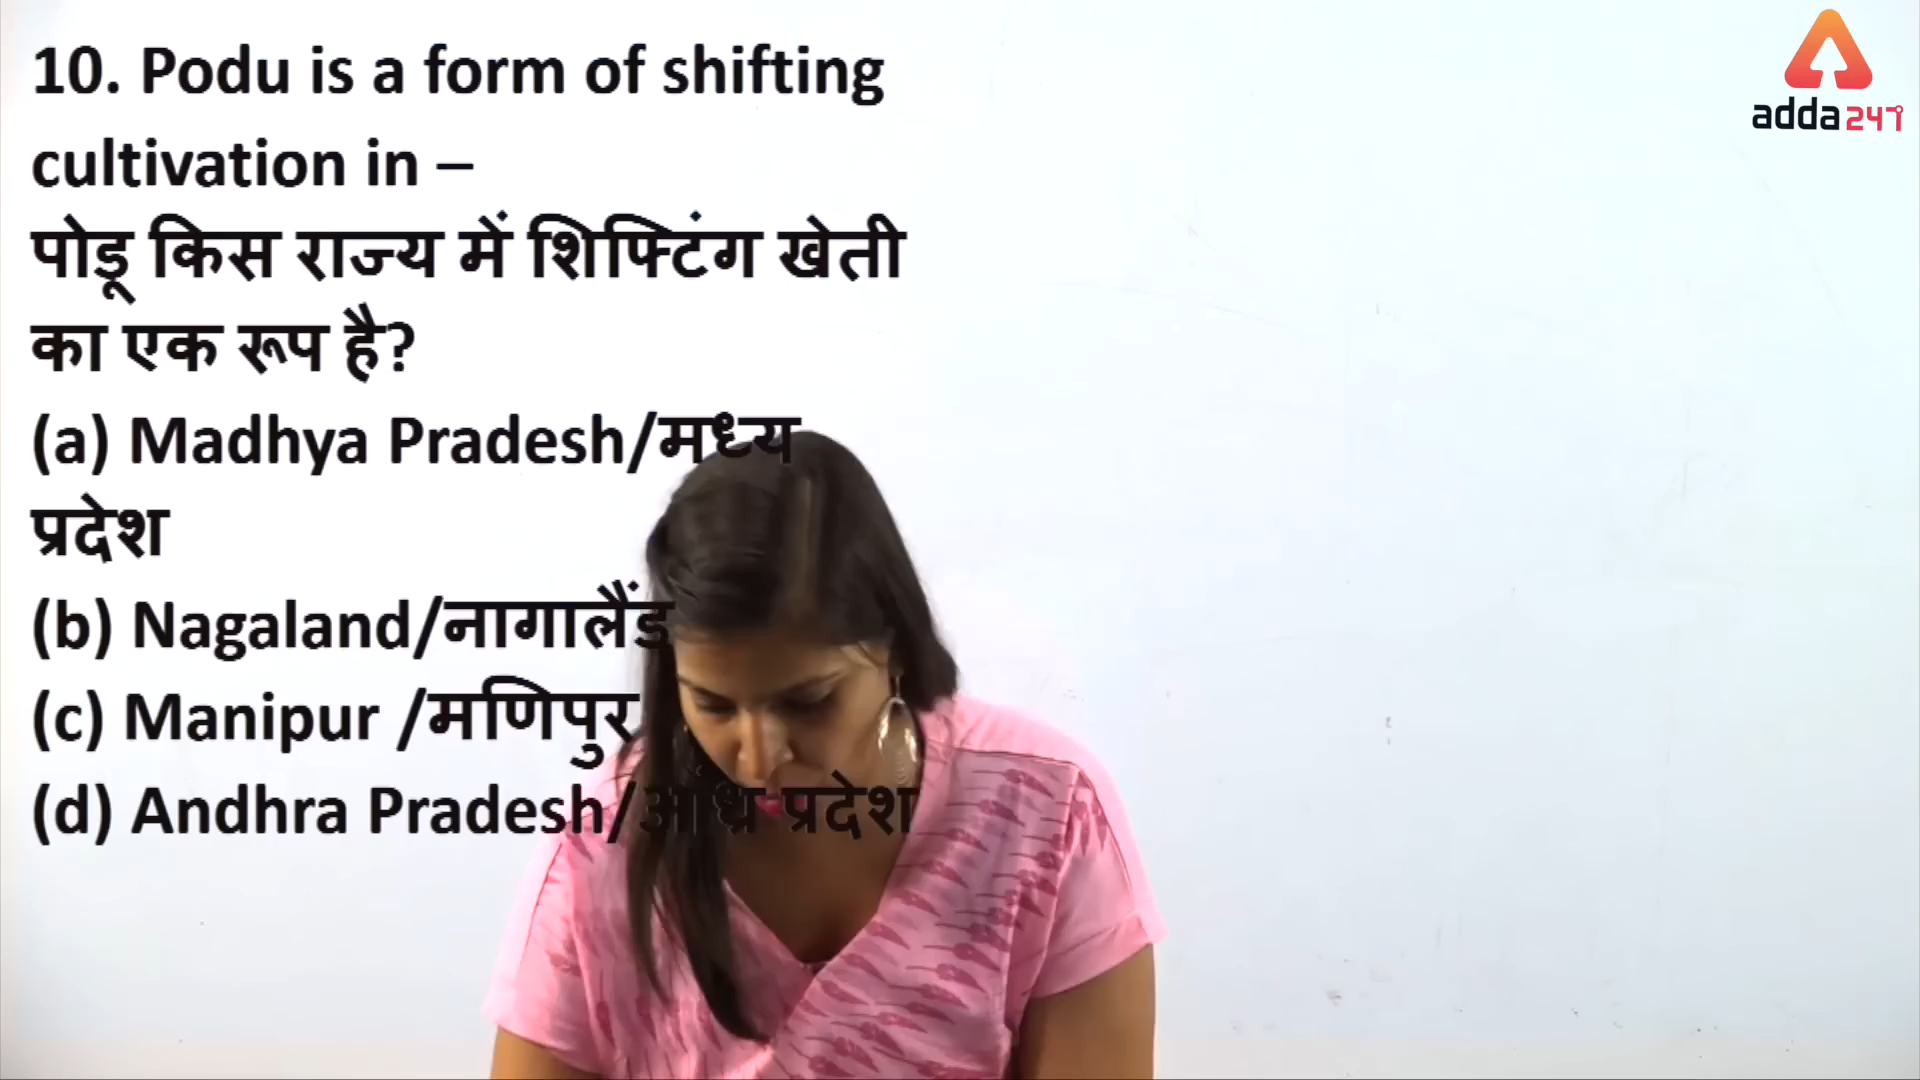 10. Podu is a form of shifting
cultivation in –
पोडू किस राज्य में शिफ्टिंग खेती
का एक रूप है?
(a) Madhya Pradesh/मध्य
प्रदेश
(b) Nagaland/नागालैंड
(c) Manipur /मणिपुर
(d) Andhra Pradesh/आंध्र प्रदेश
adda247